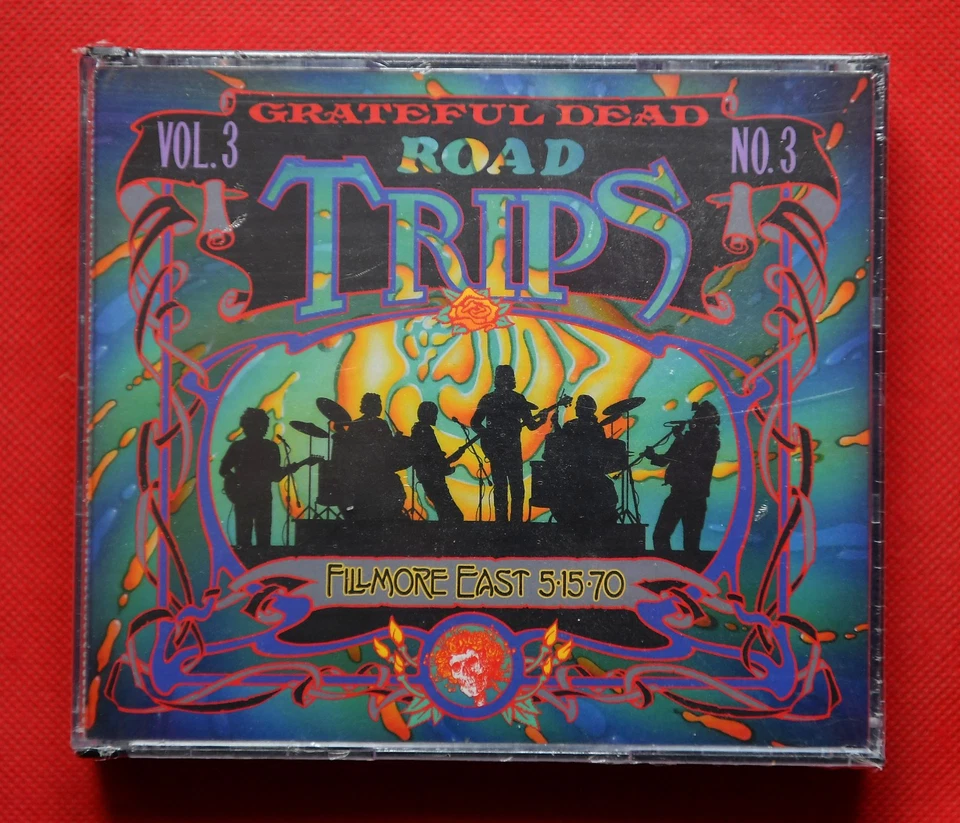 GRATEFUL DEAD
VOL. 3
ROAD
NO. 3
TRIPS
FILLMORE EAST 5·15·70